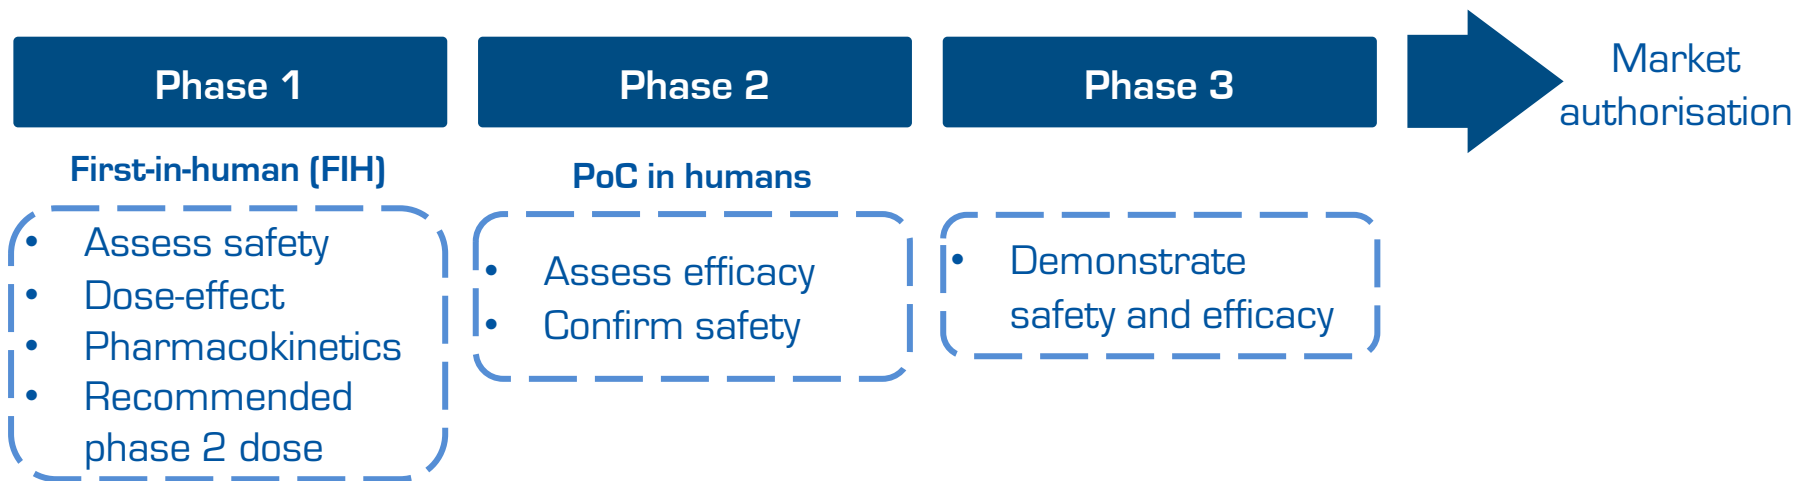 Phase 1
First-in-human (FIH)
• Assess safety
• Dose-effect
• Pharmacokinetics
• Recommended
phase 2 dose
Phase 2
PoC in humans
• Assess efficacy
• Confirm safety
Phase 3
• Demonstrate
safety and efficacy
Market
authorisation